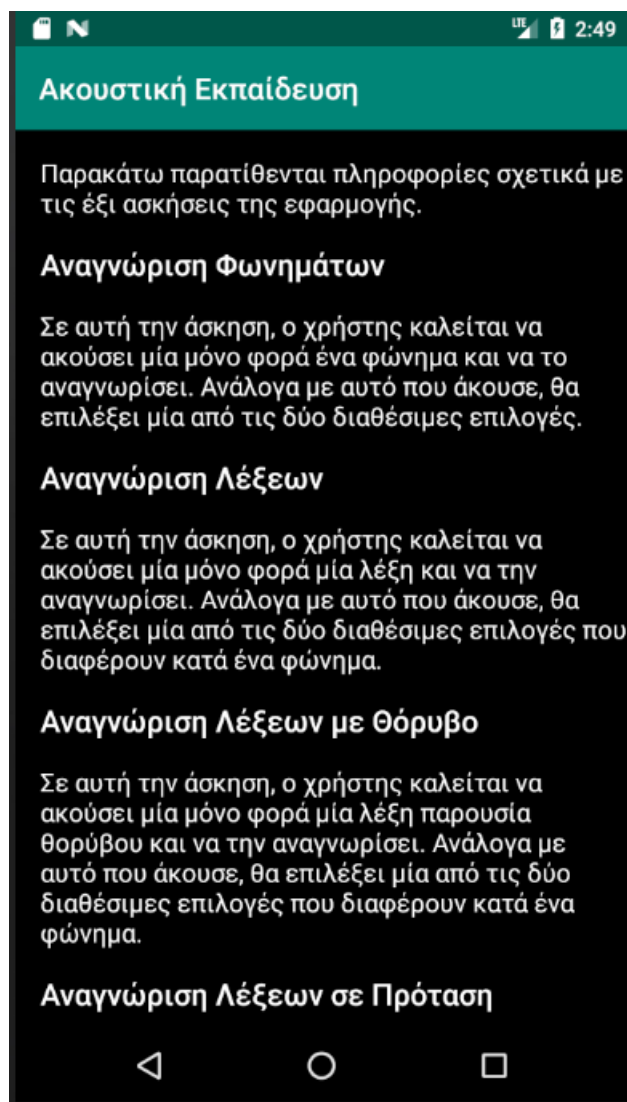 LTE 2:49
Ακουστική Εκπαίδευση
Παρακάτω παρατίθενται πληροφορίες σχετικά με
τις έξι ασκήσεις της εφαρμογής.
Αναγνώριση Φωνημάτων
Σε αυτή την άσκηση, ο χρήστης καλείται να
ακούσει μία μόνο φορά ένα φώνημα και να το
αναγνωρίσει. Ανάλογα με αυτό που άκουσε, θα
επιλέξει μία από τις δύο διαθέσιμες επιλογές.
Αναγνώριση Λέξεων
Σε αυτή την άσκηση, ο χρήστης καλείται να
ακούσει μία μόνο φορά μία λέξη και να την
αναγνωρίσει. Ανάλογα με αυτό που άκουσε, θα
επιλέξει μία από τις δύο διαθέσιμες επιλογές που
διαφέρουν κατά ένα φώνημα.
Αναγνώριση Λέξεων με Θόρυβο
Σε αυτή την άσκηση, ο χρήστης καλείται να
ακούσει μία μόνο φορά μία λέξη παρουσία
θορύβου και να την αναγνωρίσει. Ανάλογα με
αυτό που άκουσε, θα επιλέξει μία από τις δύο
διαθέσιμες επιλογές που διαφέρουν κατά ένα
φώνημα.
Αναγνώριση Λέξεων σε Πρόταση